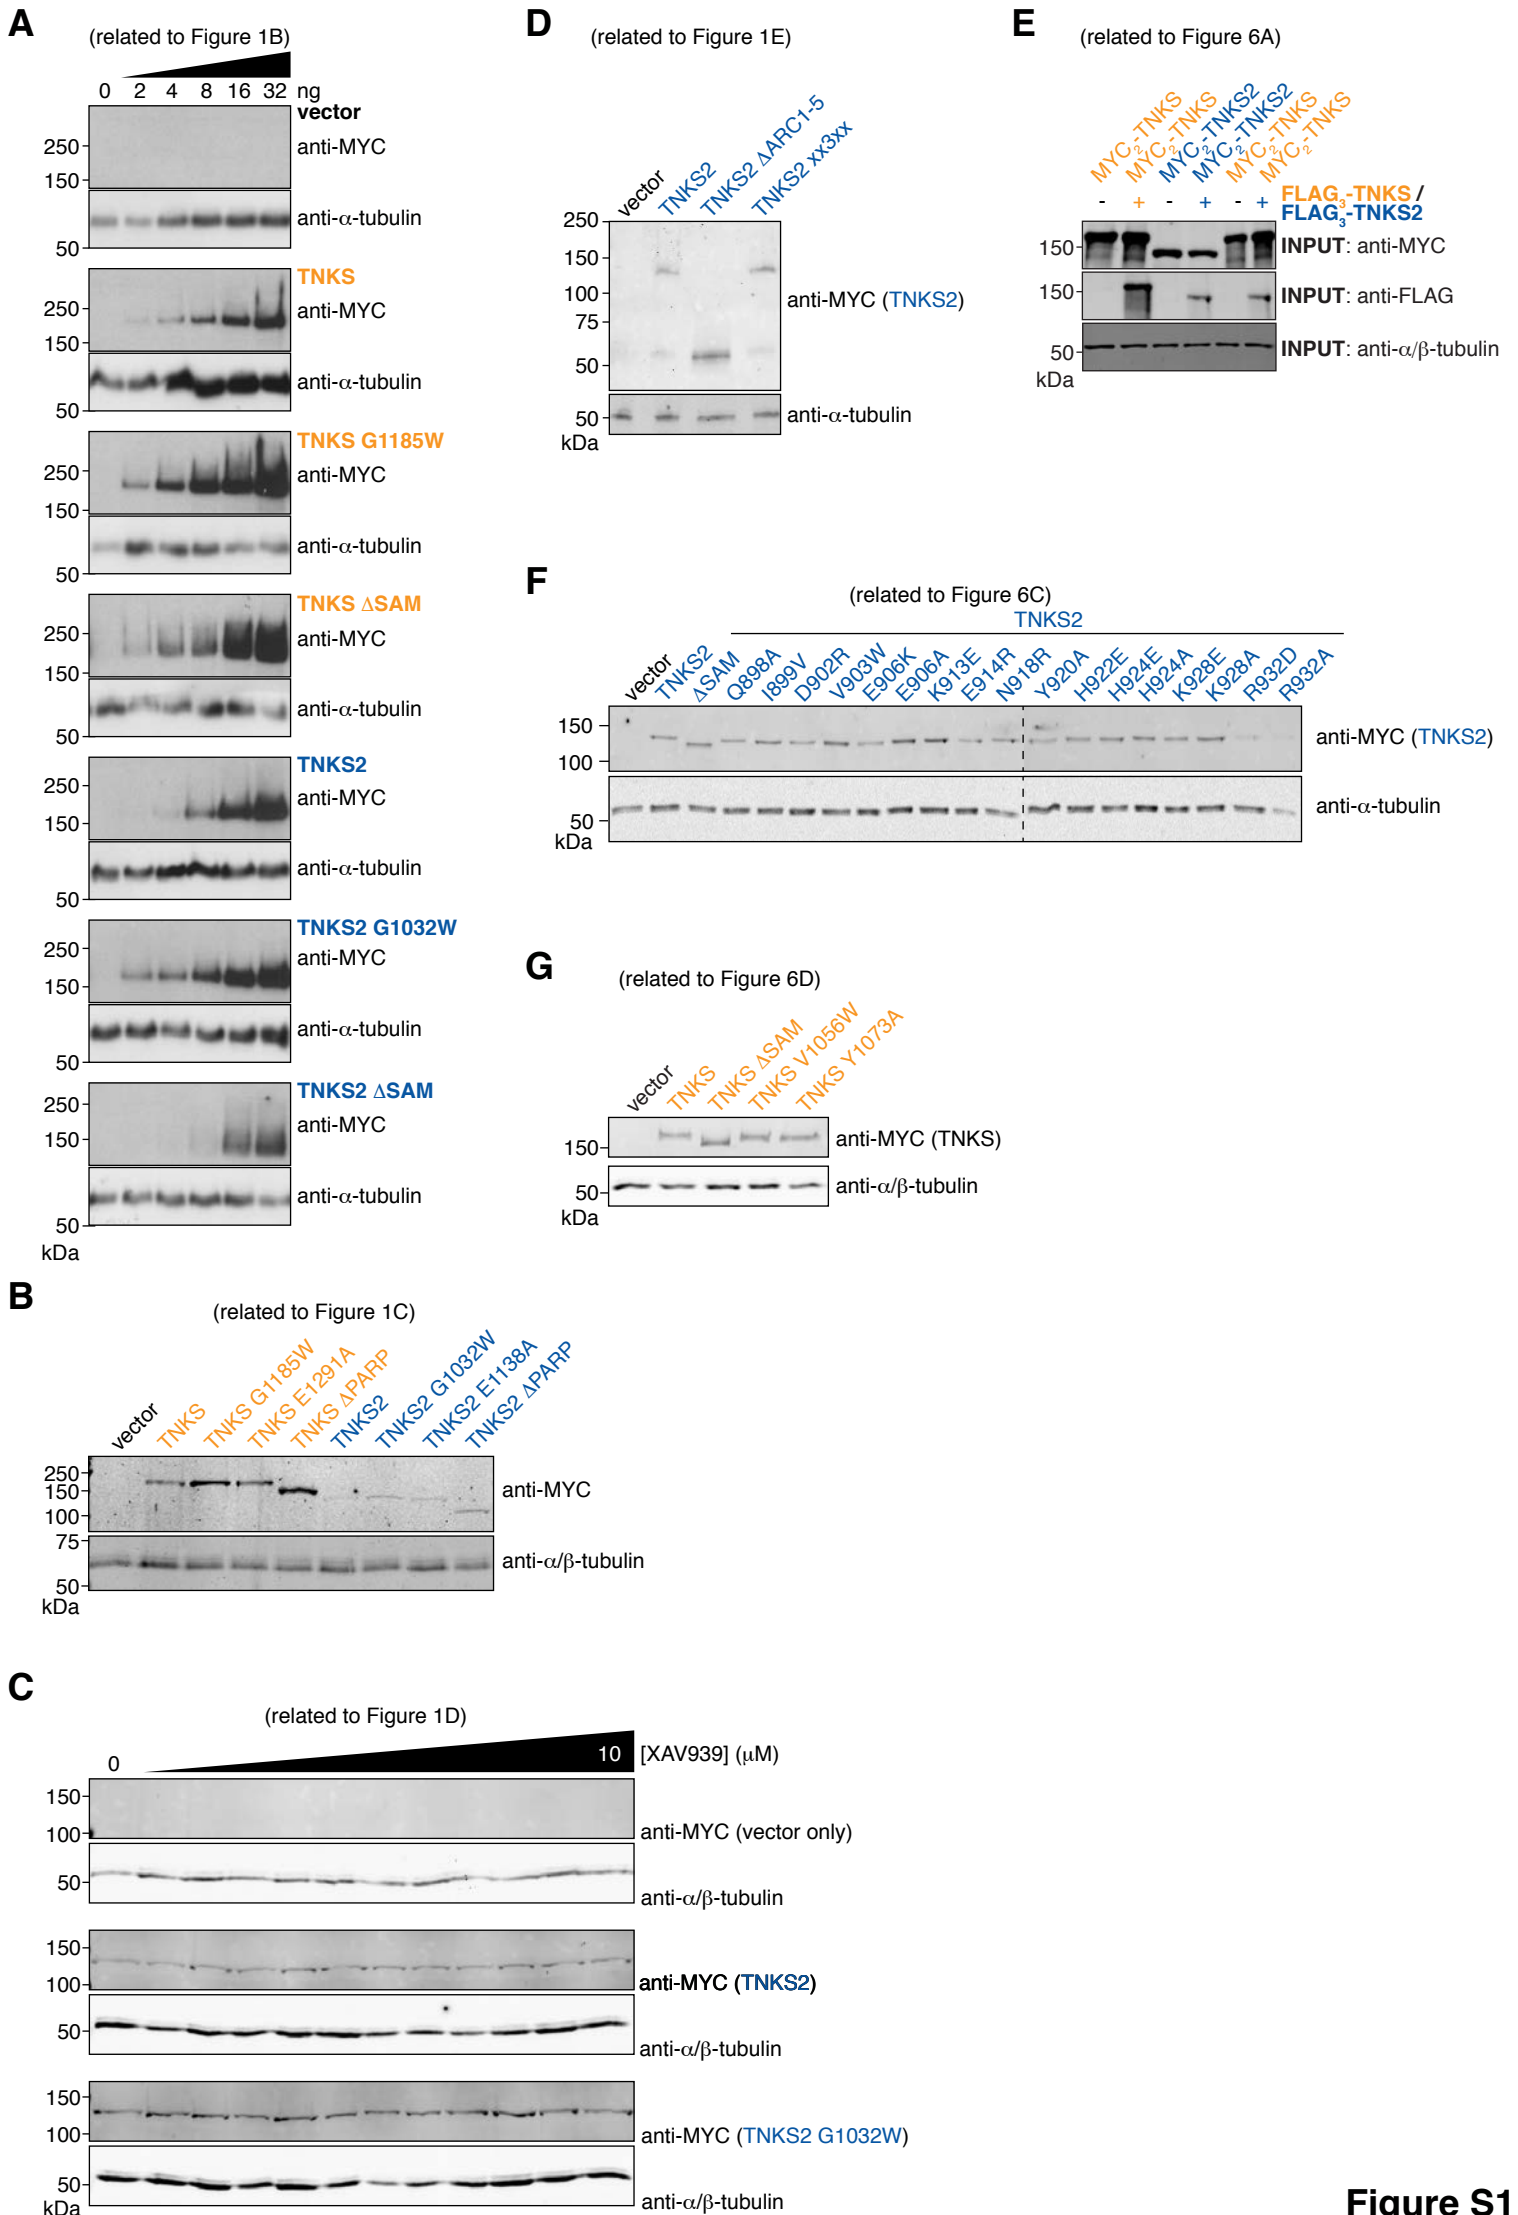 A
(related to Figure 1B)
0 2 4 8 16 32 ng
vector
250
anti-MYC
150
anti-α-tubulin
50
TNKS
250
anti-MYC
150
anti-α-tubulin
50
TNKS G1185W
250
anti-MYC
150
anti-α-tubulin
50
TNKS ΔSAM
250
anti-MYC
150
anti-α-tubulin
50
TNKS2
250
anti-MYC
150
anti-α-tubulin
50
TNKS2 G1032W
250
anti-MYC
150
anti-α-tubulin
50
TNKS2 ΔSAM
250
anti-MYC
150
anti-α-tubulin
50
kDa
B
(related to Figure 1C)
vector
TNKS
TNKS G1185W
TNKS E1291A
TNKS ΔPARP
TNKS2
TNKS2 G1032W
TNKS2 E1138A
TNKS2 ΔPARP
250
150
100
anti-MYC
75
anti-α/β-tubulin
50
kDa
C
(related to Figure 1D)
0 10 [XAV939] (μM)
150
100
anti-MYC (vector only)
50
anti-α/β-tubulin
150
100
anti-MYC (TNKS2)
50
anti-α/β-tubulin
150
100
anti-MYC (TNKS2 G1032W)
50
kDa
anti-α/β-tubulin
D
(related to Figure 1E)
vector
TNKS2
TNKS2 ΔARC1-5
TNKS2 xx3xx
250
150
100
anti-MYC (TNKS2)
75
50
50
anti-α-tubulin
kDa
E
(related to Figure 6A)
MYC2-TNKS
MYC2-TNKS
MYC2-TNKS2
MYC2-TNKS2
MYC2-TNKS
MYC2-TNKS
- + - + - +
FLAG3-TNKS /
FLAG3-TNKS2
150
INPUT: anti-MYC
150
INPUT: anti-FLAG
50
INPUT: anti-α/β-tubulin
kDa
F
(related to Figure 6C)
TNKS2
vector
TNKS2
ΔSAM
Q898A
I899V
D902R
V903W
E906K
E906A
K913E
E914R
N918R
Y920A
H922E
H924E
H924A
K928E
K928A
R932D
R932A
150
anti-MYC (TNKS2)
100
anti-α-tubulin
50
kDa
G
(related to Figure 6D)
vector
TNKS
TNKS ΔSAM
TNKS V1056W
TNKS Y1073A
150
anti-MYC (TNKS)
50
anti-α/β-tubulin
kDa
Figure S1